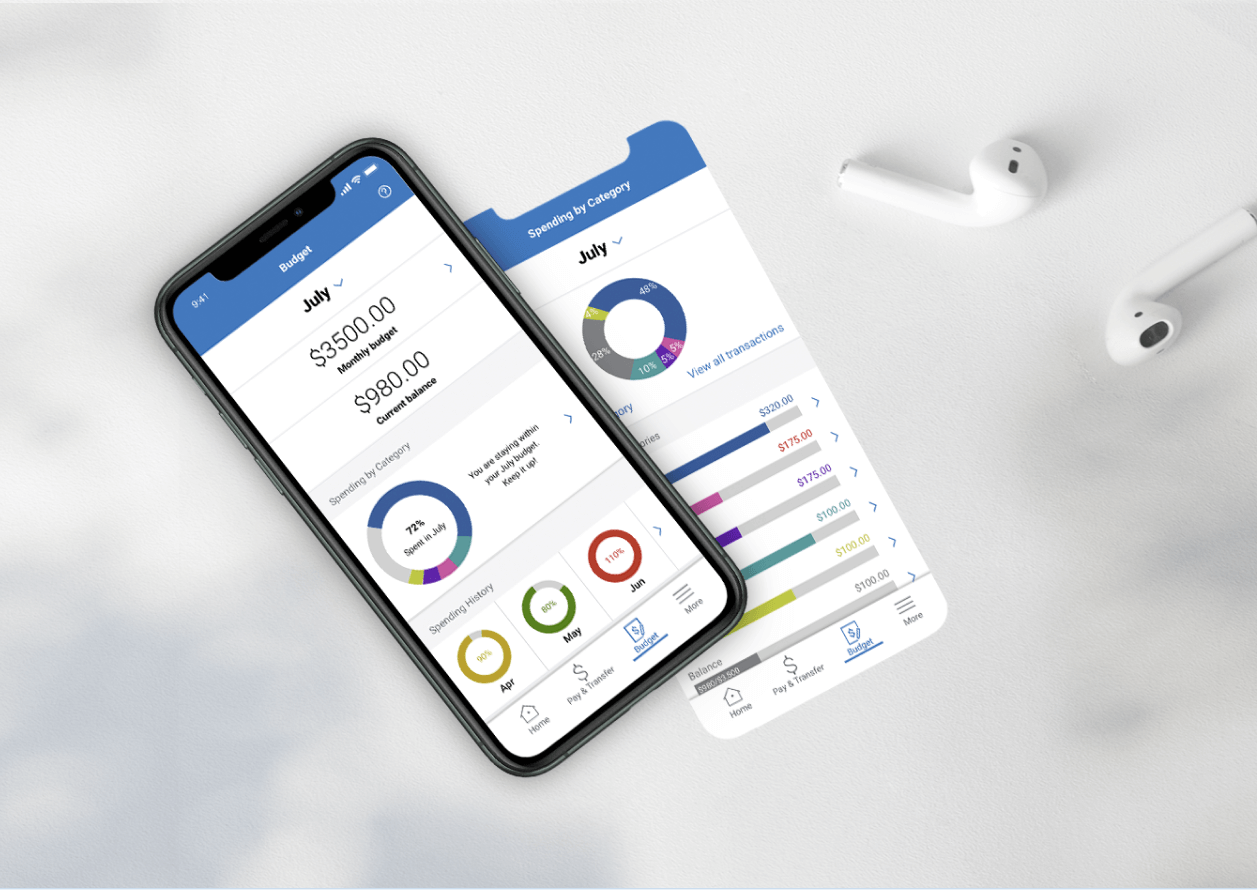 9:41
Budget
July
$3500.00
Monthly budget
$980.00
Current balance
Spending by Category
72%
Spent in July
You are staying within
your July budget.
Keep it up!
Spending History
90%
Apr
80%
May
110%
Jun
Home
Pay & Transfer
Budget
More
Spending by Category
July
48%
4%
28%
10%
5%
5%
View all transactions
ory
ories
$320.00
$175.00
$175.00
$100.00
$100.00
$100.00
Balance
$980/$3,500
Home
Pay & Transfer
Budget
More